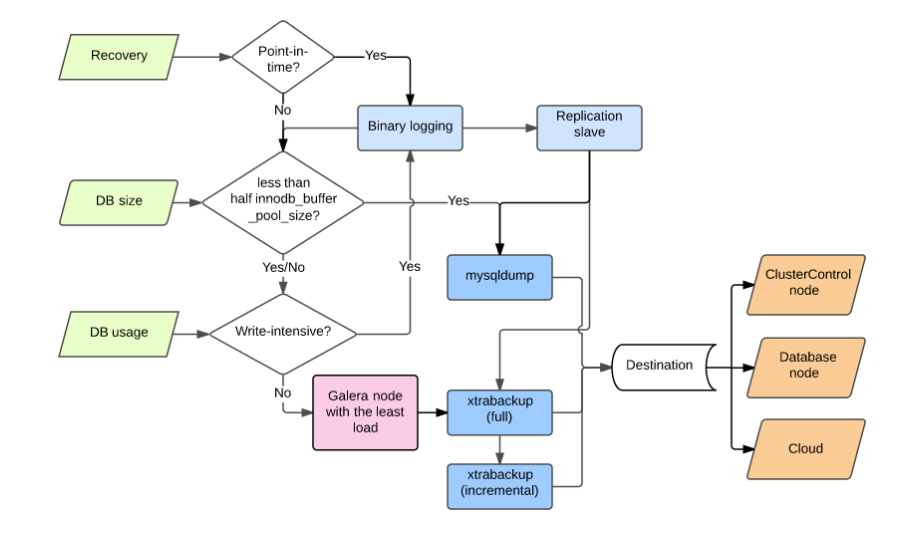 Recovery
Point-in-
time?
Yes
No
Binary logging
Replication
slave
DB size
less than
half innodb_buffer
_pool_size?
Yes
Yes/No
Yes
mysqldump
ClusterControl
node
DB usage
Write-intensive?
Destination
Database
node
No
Galera node
with the least
load
xtrabackup
(full)
Cloud
xtrabackup
(incremental)